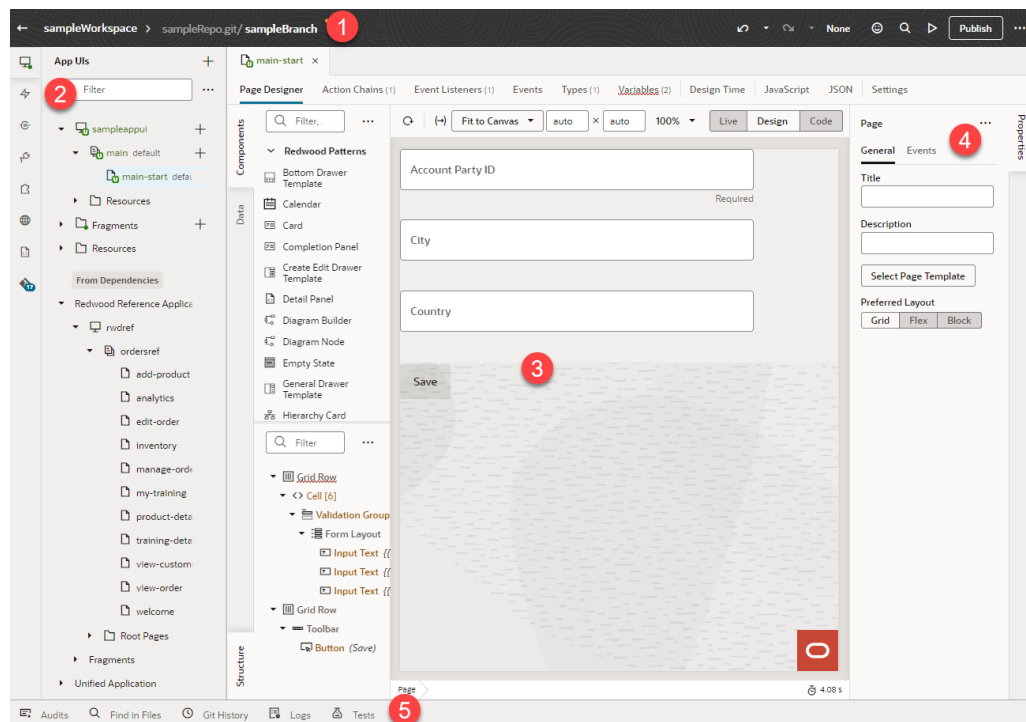 sampleWorkspace > sampleRepo.git/ sampleBranch 1 None Publish
App UIs
main-start ×
2 Filter
Page Designer Action Chains (1) Event Listeners (1) Events Types (1) Variables (2) Design Time JavaScript JSON Settings
sampleappui
main default
main-start defau
Resources
Fragments
Resources
From Dependencies
Redwood Reference Applica
rwdref
ordersref
add-product
analytics
edit-order
inventory
manage-orde
my-training
product-deta
training-deta
view-custom
view-order
welcome
Root Pages
Fragments
Unified Application
Components
Data
Structure
Filter, .
Redwood Patterns
Bottom Drawer
Template
Calendar
Card
Completion Panel
Create Edit Drawer
Template
Detail Panel
Diagram Builder
Diagram Node
Empty State
General Drawer
Template
Hierarchy Card
Filter
Grid Row
<> Cell [6]
Validation Group
Form Layout
Input Text {{
Input Text {{
Input Text {{
Grid Row
Toolbar
Button (Save)
Fit to Canvas auto × auto 100% Live Design Code
Account Party ID
Required
City
Country
3
Save
Page
4.08 s
Page
4
General Events
Title
Description
Select Page Template
Preferred Layout
Grid Flex Block
Properties
Audits Find in Files Git History Logs Tests 5